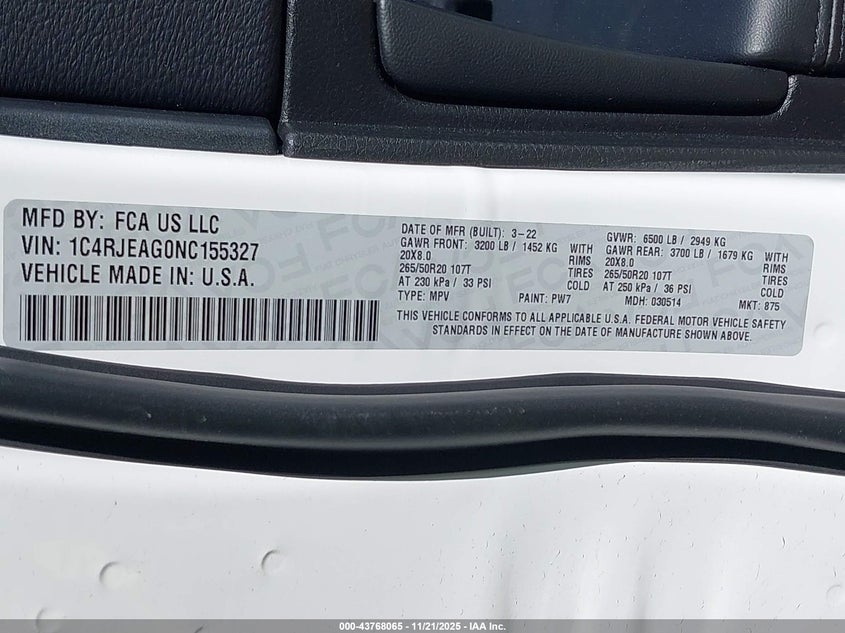 MFD BY: FCA US LLC
VIN: 1C4RJEAG0NC155327
VEHICLE MADE IN: U.S.A.
DATE OF MFR (BUILT): 3-22 GVWR: 6500 LB / 2949 KG
GAWR FRONT: 3200 LB / 1452 KG WITH GAWR REAR: 3700 LB / 1679 KG WITH
20X8.0 RIMS 20X8.0 RIMS
265/50R20 107T TIRES 265/50R20 107T TIRES
AT 230 kPa / 33 PSI COLD AT 250 kPa / 36 PSI COLD
TYPE: MPV PAINT: PW7 MDH: 030514 MKT: 875
THIS VEHICLE CONFORMS TO ALL APPLICABLE U.S.A. FEDERAL MOTOR VEHICLE SAFETY
STANDARDS IN EFFECT ON THE DATE OF MANUFACTURE SHOWN ABOVE.
000-43768065 - 11/21/2025 - IAA Inc.